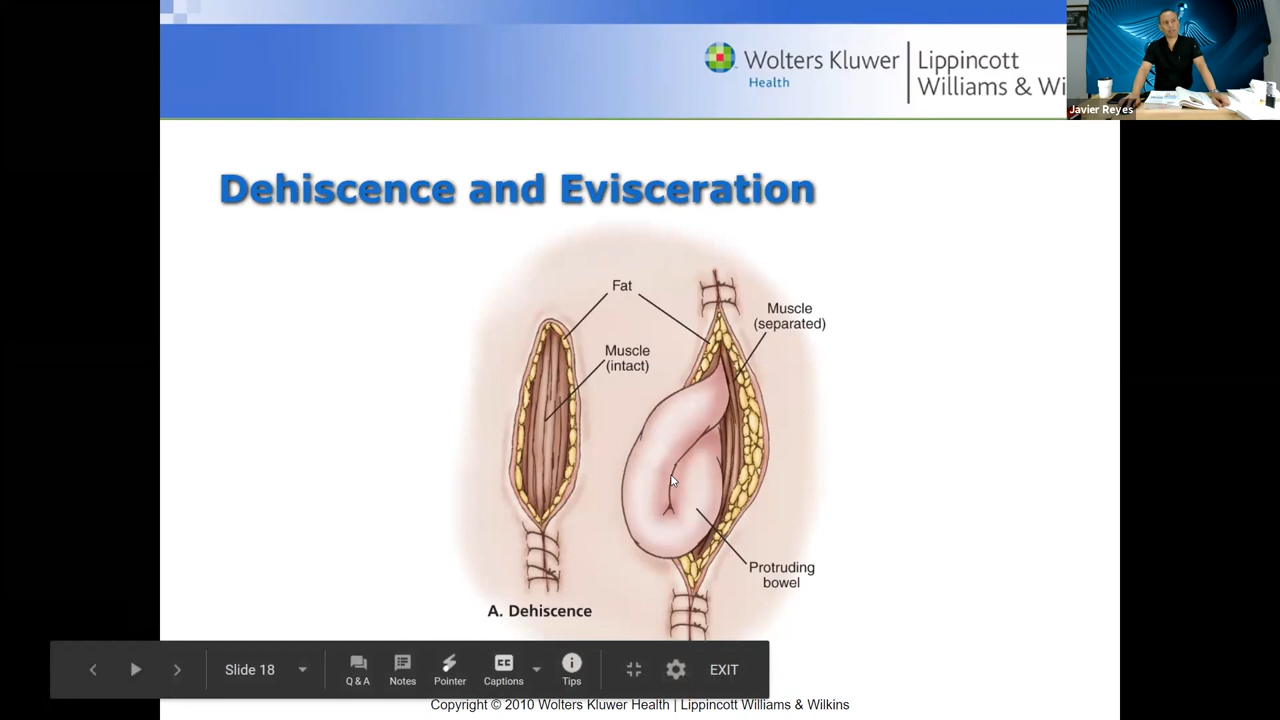 Wolters Kluwer
Health
Lippincott
Williams & Wi
Javier Reyes
Dehiscence and Evisceration
Fat
Muscle
(separated)
Muscle
(intact)
Protruding
bowel
A. Dehiscence
Slide 18
Q & A
Notes
Pointer
CC
Captions
Tips
EXIT
Copyright © 2010 Wolters Kluwer Health | Lippincott Williams & Wilkins